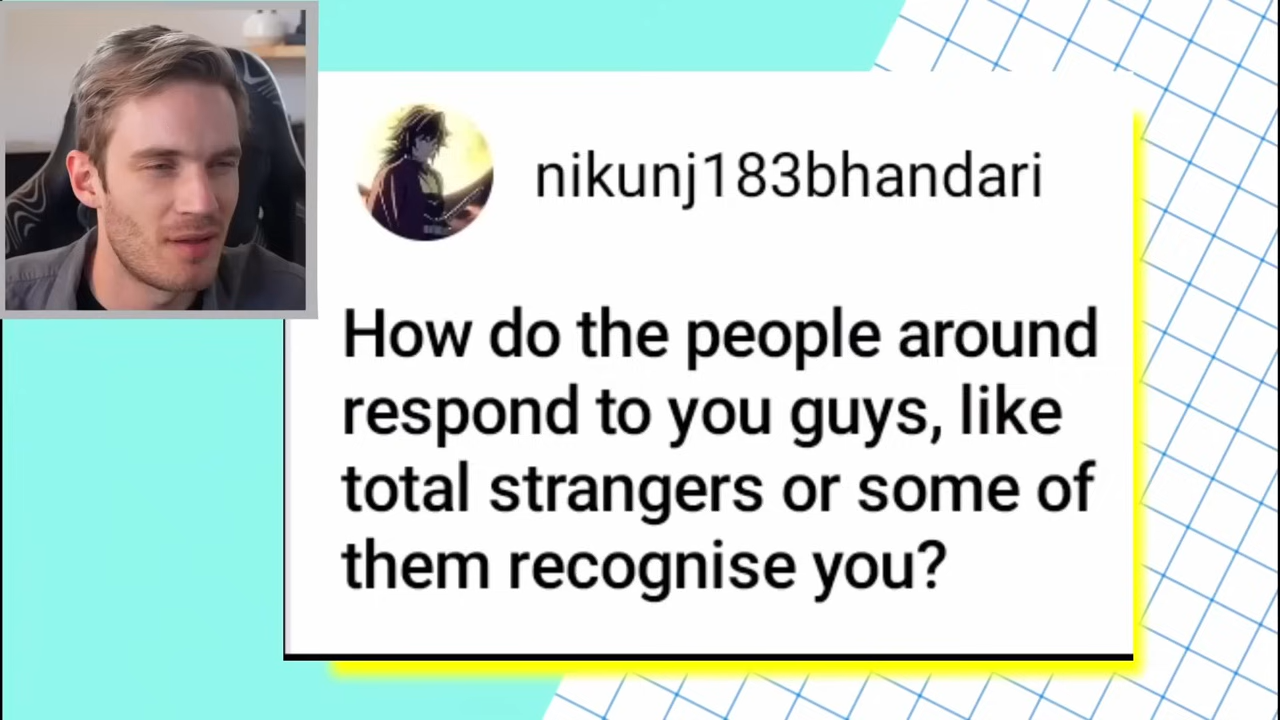 nikunj183bhandari
How do the people around
respond to you guys, like
total strangers or some of
them recognise you?